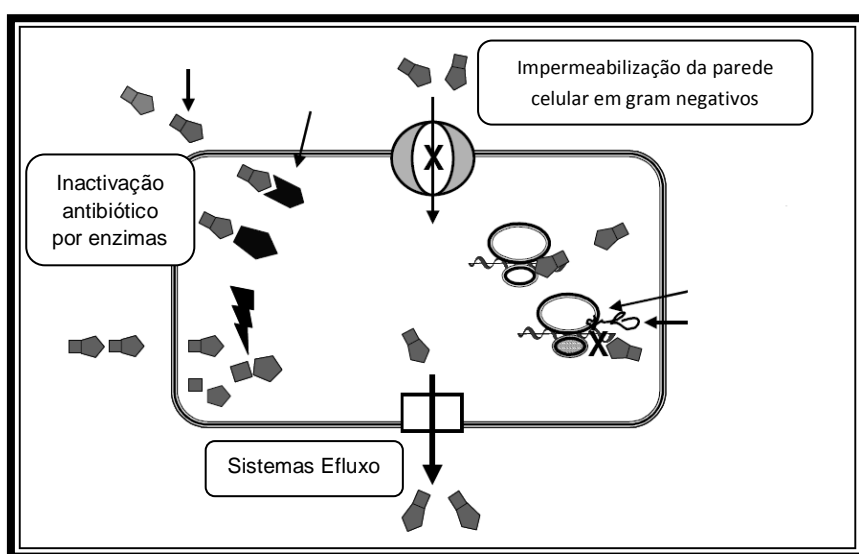 Impermeabilização da parede
celular em gram negativos
X
Inactivação
antibiótico
por enzimas
X
Sistemas Efluxo